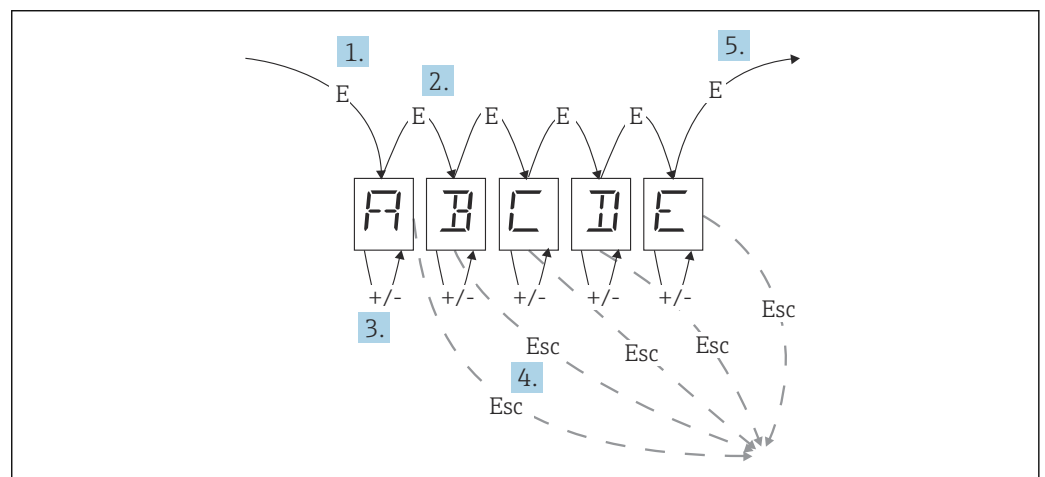 1.
5.
2.
E
E
E E E E
A B C D E
+/- +/- +/- +/- +/-
Esc
3.
Esc Esc Esc
4.
Esc